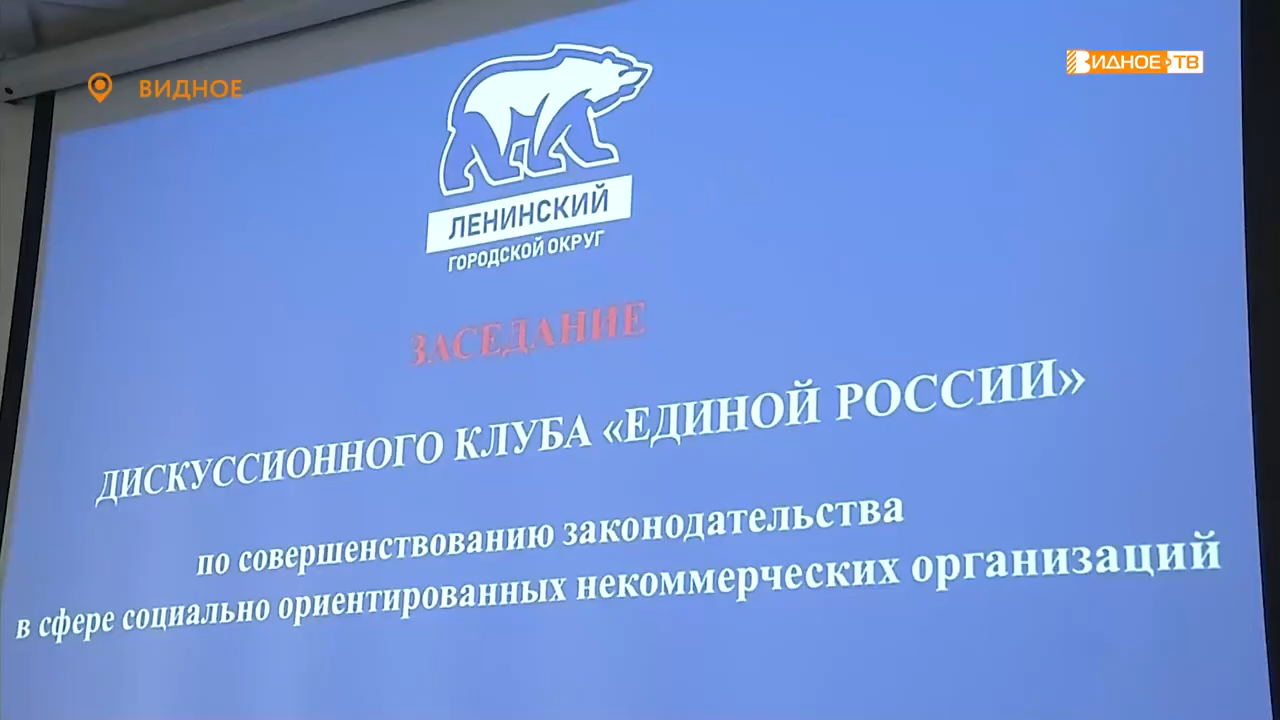 ВИДНОЕ
ВИДНОЕ ТВ
ЛЕНИНСКИЙ
ГОРОДСКОЙ ОКРУГ
ЗАСЕДАНИЕ
ДИСКУССИОННОГО КЛУБА «ЕДИНОЙ РОССИИ»
по совершенствованию законодательства
в сфере социально ориентированных некоммерческих организаций